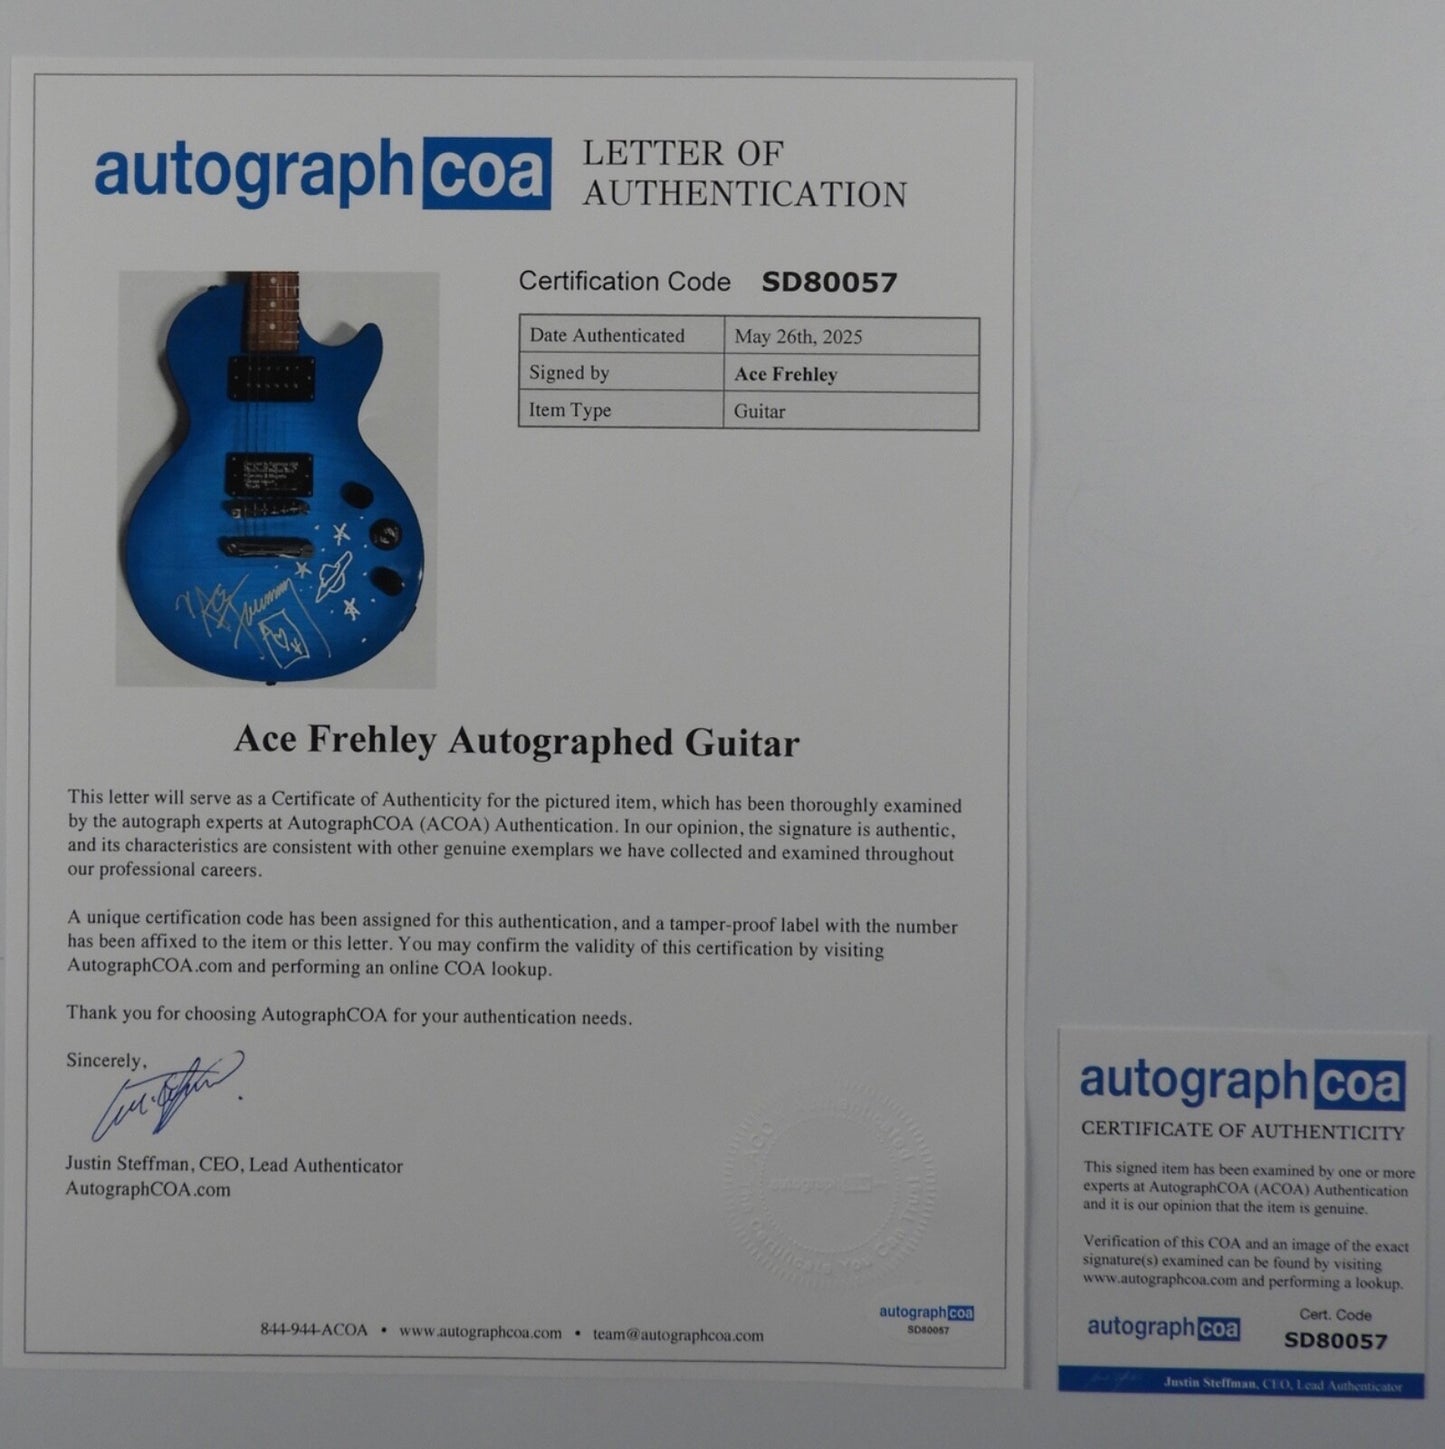 autographcoa
LETTER OF
AUTHENTICATION
Certification Code SD80057
Date Authenticated May 26th, 2025
Signed by Ace Frehley
Item Type Guitar
Ace Frehley Autographed Guitar
This letter will serve as a Certificate of Authenticity for the pictured item, which has been thoroughly examined
by the autograph experts at AutographCOA (ACOA) Authentication. In our opinion, the signature is authentic,
and its characteristics are consistent with other genuine exemplars we have collected and examined throughout
our professional careers.
A unique certification code has been assigned for this authentication, and a tamper-proof label with the number
has been affixed to the item or this letter. You may confirm the validity of this certification by visiting
AutographCOA.com and performing an online COA lookup.
Thank you for choosing AutographCOA for your authentication needs.
Sincerely,
Justin Steffman, CEO, Lead Authenticator
AutographCOA.com
autographcoa
SD80057
844-944-ACOA • www.autographcoa.com • team@autographcoa.com
autographcoa
CERTIFICATE OF AUTHENTICITY
This signed item has been examined by one or more
experts at AutographCOA (ACOA) Authentication
and it is our opinion that the item is genuine.
Verification of this COA and an image of the exact
signature(s) examined can be found by visiting
www.autographcoa.com and performing a lookup.
autographcoa
Cert. Code
SD80057
Justin Steffman, CEO, Lead Authenticator